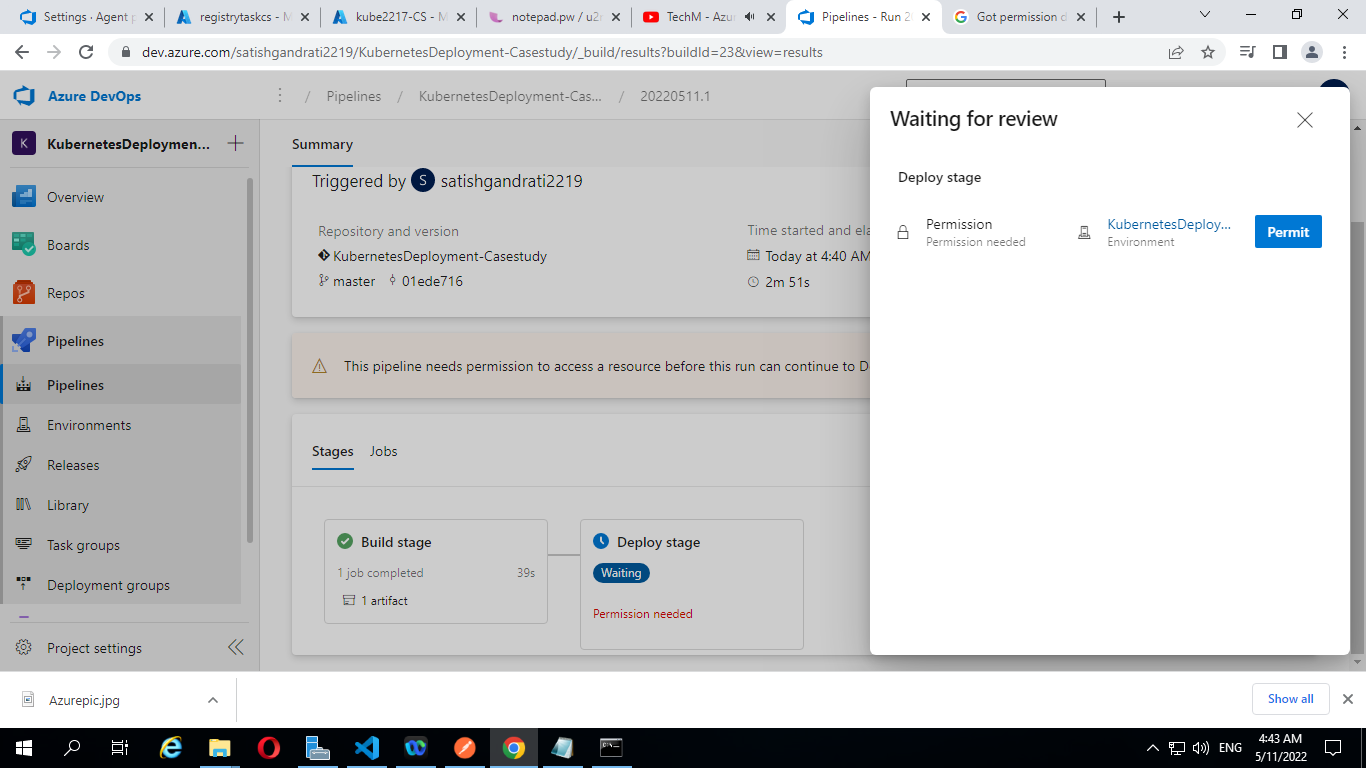 Settings · Agent p
registrytaskcs - M
kube2217-CS - M
notepad.pw / u2
TechM - Azur
Pipelines - Run 2
Got permission d
dev.azure.com/satishgandrati2219/KubernetesDeployment-Casestudy/_build/results?buildId=23&view=results
Azure DevOps
/ Pipelines / KubernetesDeployment-Cas... / 20220511.1
K KubernetesDeploymen...
Overview
Boards
Repos
Pipelines
Pipelines
Environments
Releases
Library
Task groups
Deployment groups
Project settings
Summary
Triggered by S satishgandrati2219
Repository and version
KubernetesDeployment-Casestudy
master 01ede716
Time started and ela
Today at 4:40 AM
2m 51s
This pipeline needs permission to access a resource before this run can continue to D
Stages Jobs
Build stage
1 job completed 39s
1 artifact
Deploy stage
Waiting
Permission needed
Waiting for review
Deploy stage
Permission
Permission needed
KubernetesDeploy...
Environment
Permit
Azurepic.jpg
Show all
ENG
4:43 AM
5/11/2022